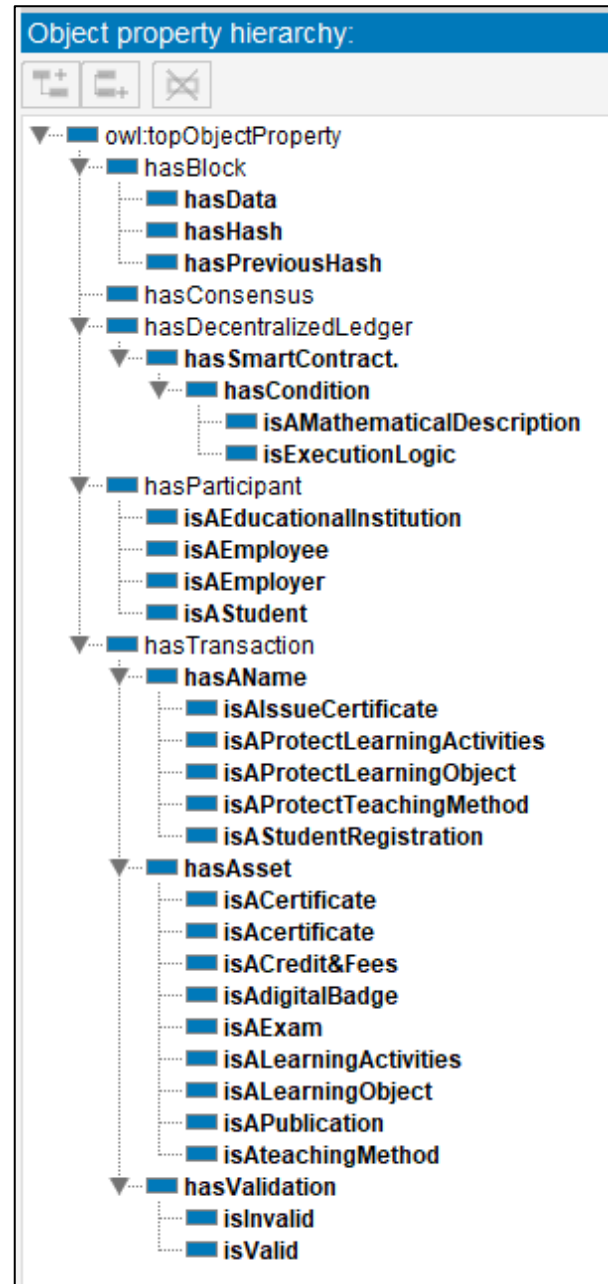 Object property hierarchy:
owl:topObjectProperty
hasBlock
hasData
hasHash
hasPreviousHash
hasConsensus
hasDecentralizedLedger
hasSmartContract.
hasCondition
isAMathematicalDescription
isExecutionLogic
hasParticipant
isAEducationalInstitution
isAEmployee
isAEmployer
isAStudent
hasTransaction
hasAName
isAIssueCertificate
isAProtectLearningActivities
isAProtectLearningObject
isAProtectTeachingMethod
isAStudentRegistration
hasAsset
isACertificate
isAcertificate
isACredit&Fees
isAdigitalBadge
isAExam
isALearningActivities
isALearningObject
isAPublication
isAteachingMethod
hasValidation
isInvalid
isValid